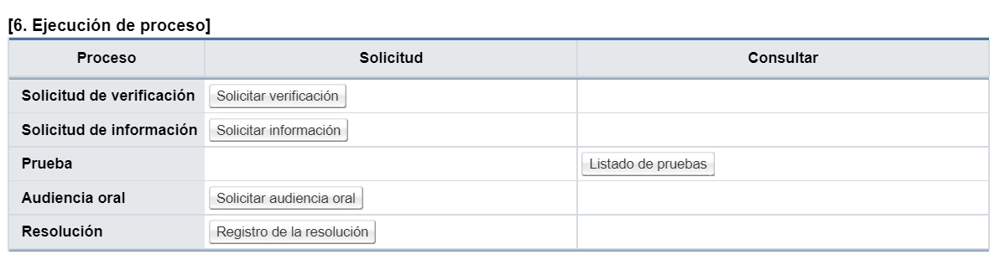 [6. Ejecución de proceso]
Proceso Solicitud Consultar
Solicitud de verificación Solicitar verificación
Solicitud de información Solicitar información
Prueba Listado de pruebas
Audiencia oral Solicitar audiencia oral
Resolución Registro de la resolución